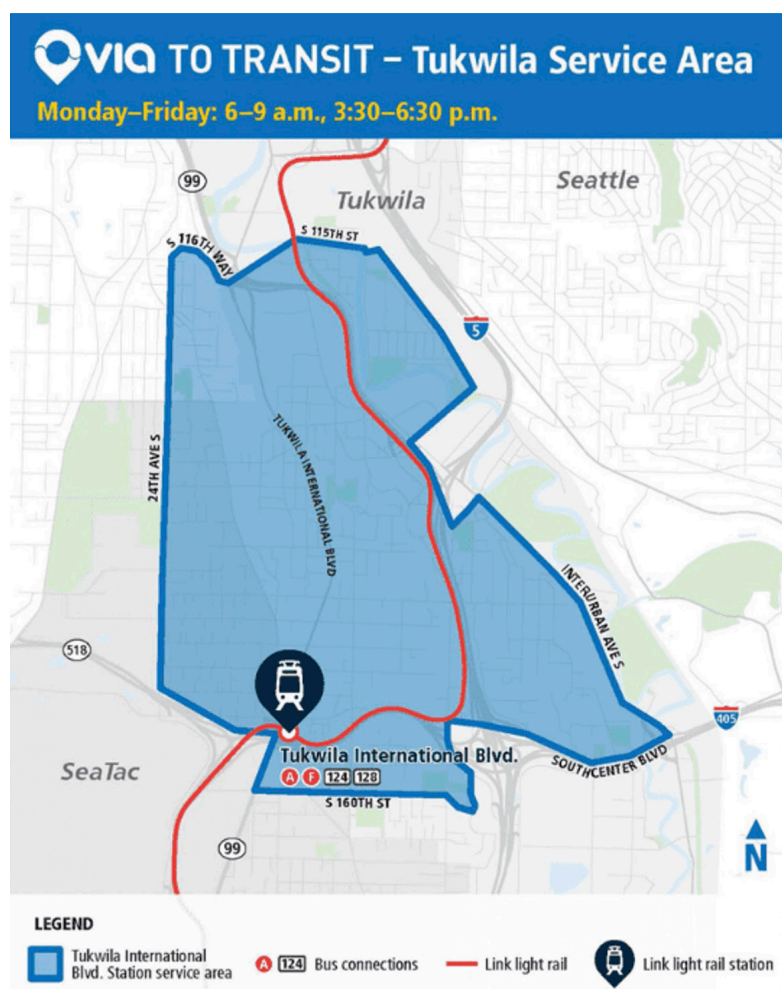 VIA TO TRANSIT – Tukwila Service Area
Monday–Friday: 6–9 a.m., 3:30–6:30 p.m.
99
Tukwila
Seattle
S 116TH WAY
S 115TH ST
5
24TH AVE S
TUKWILA INTERNATIONAL BLVD
INTERURBAN AVE S
518
405
SOUTHCENTER BLVD
Tukwila International Blvd.
A F 124 128
SeaTac
S 160TH ST
99
N
LEGEND
Tukwila International
Blvd. Station service area
A 124 Bus connections
Link light rail
Link light rail station